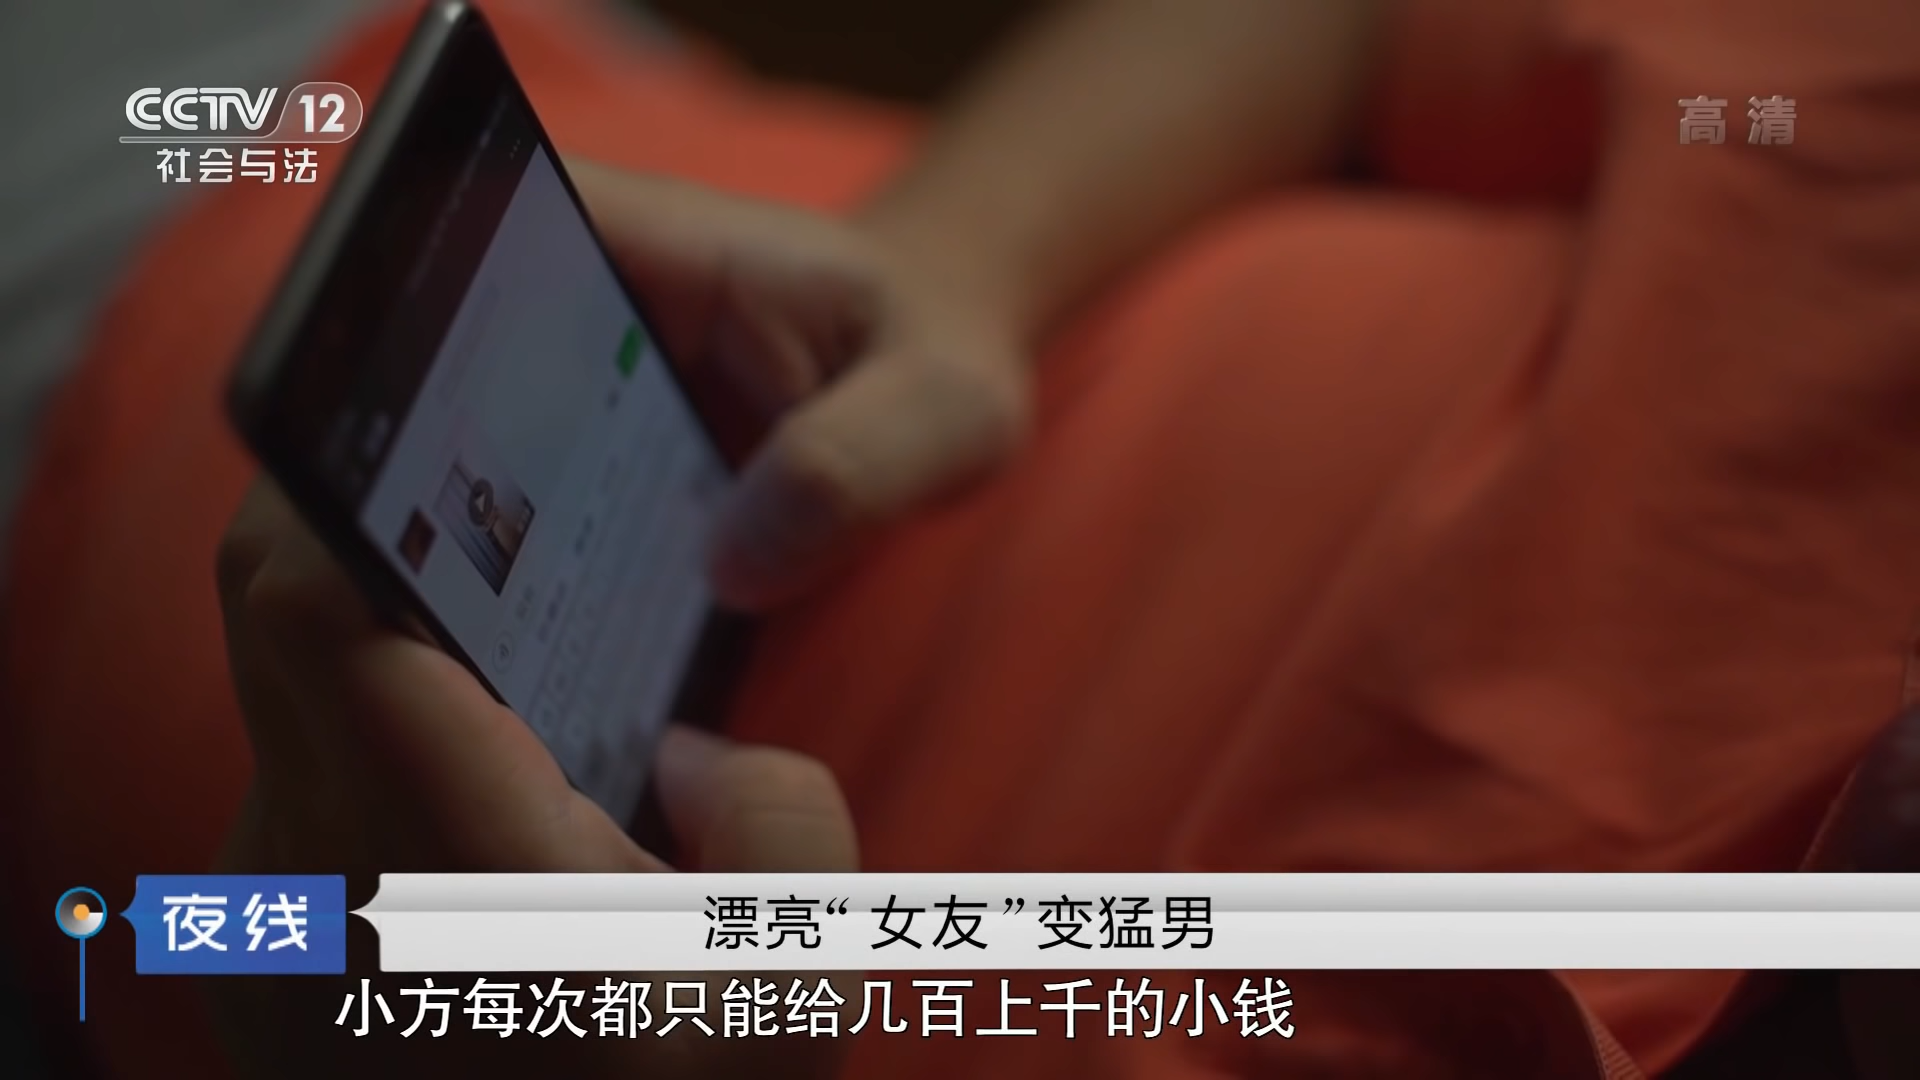 CCTV 12
社会与法
高清
夜线
漂亮“女友”变猛男
小方每次都只能给几百上千的小钱